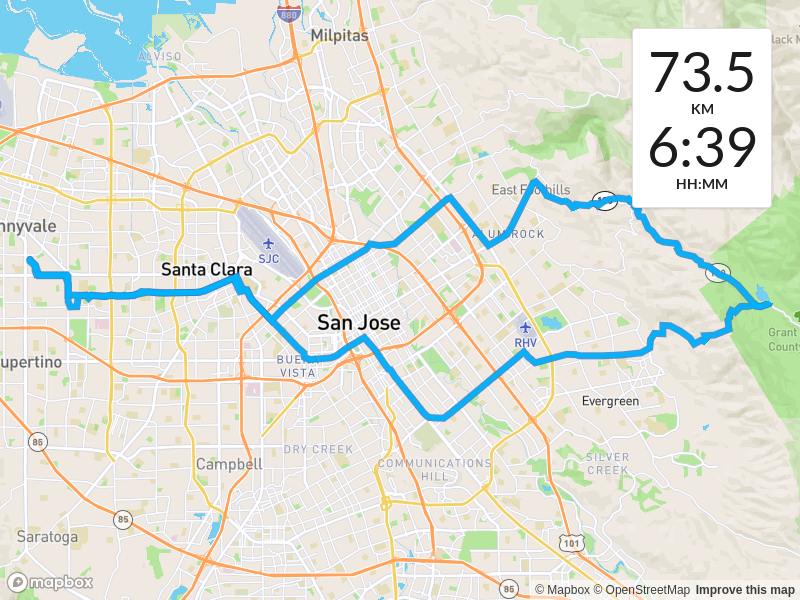 880
Milpitas
ALVISO
Black M
73.5
KM
6:39
HH:MM
East Foothills
130
nnyvale
ALUM ROCK
SJC
Santa Clara
130
San Jose
Grant
County
RHV
upertino
BUENA
VISTA
Evergreen
85
DRY CREEK
Campbell
COMMUNICATIONS
HILL
SILVER
CREEK
85
Saratoga
101
mapbox
85
© Mapbox © OpenStreetMap Improve this map